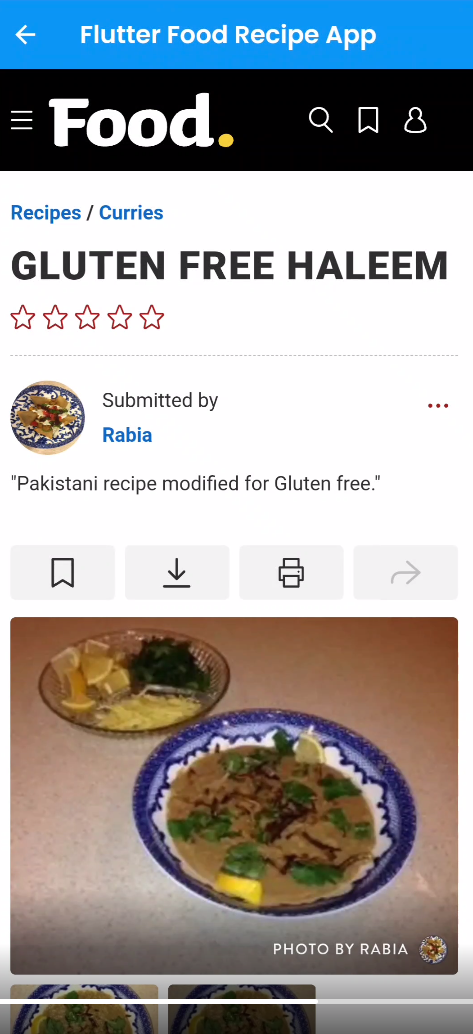 Flutter Food Recipe App
Food.
Recipes / Curries
GLUTEN FREE HALEEM
Submitted by
Rabia
"Pakistani recipe modified for Gluten free."
PHOTO BY RABIA